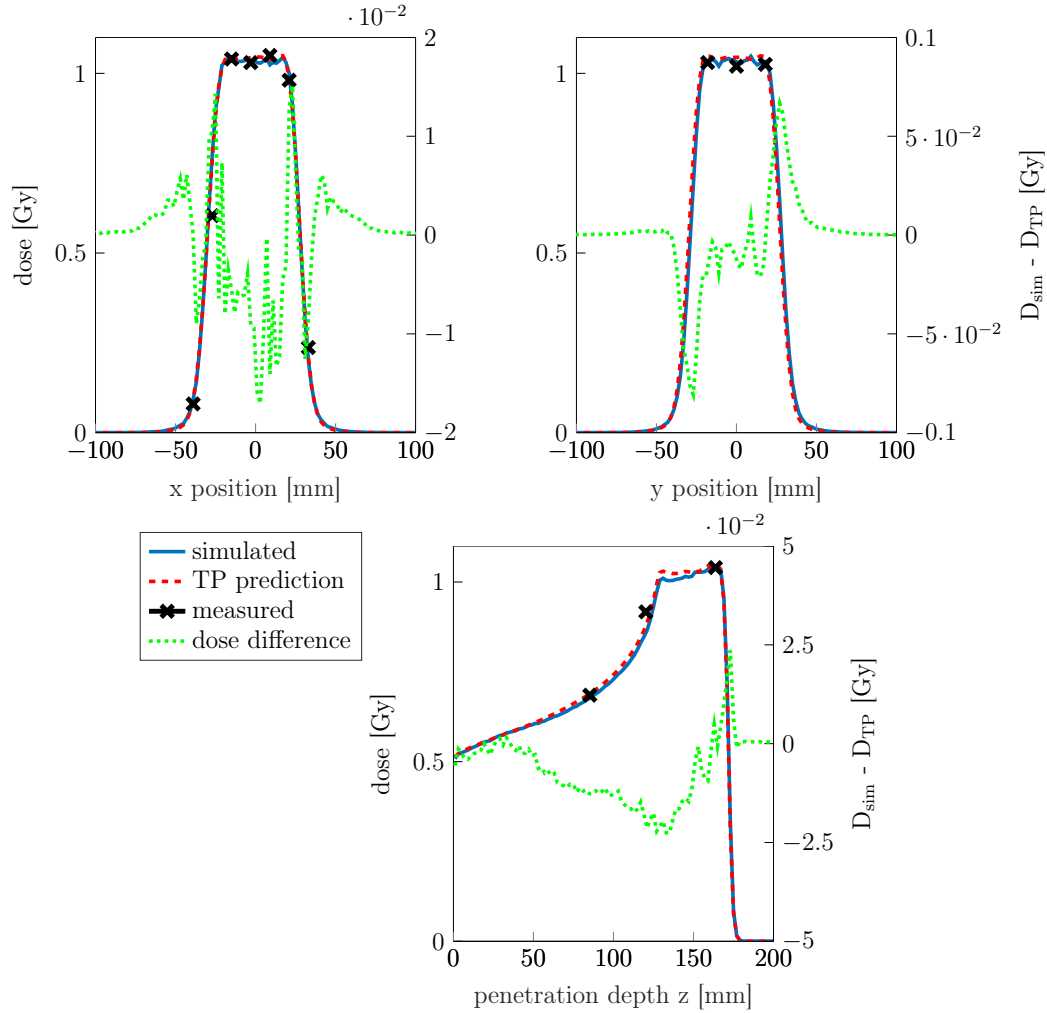 · 10⁻²
1
0.5
0
dose [Gy]
2
1
0
−1
−2
−100 −50 0 50 100
x position [mm]
1
0.5
0
0.1
5 · 10⁻²
0
−5 · 10⁻²
−0.1
D_sim - D_TP [Gy]
−100 −50 0 50 100
y position [mm]
simulated
TP prediction
measured
dose difference
· 10⁻²
1
0.5
0
dose [Gy]
5
2.5
0
−2.5
−5
D_sim - D_TP [Gy]
0 50 100 150 200
penetration depth z [mm]